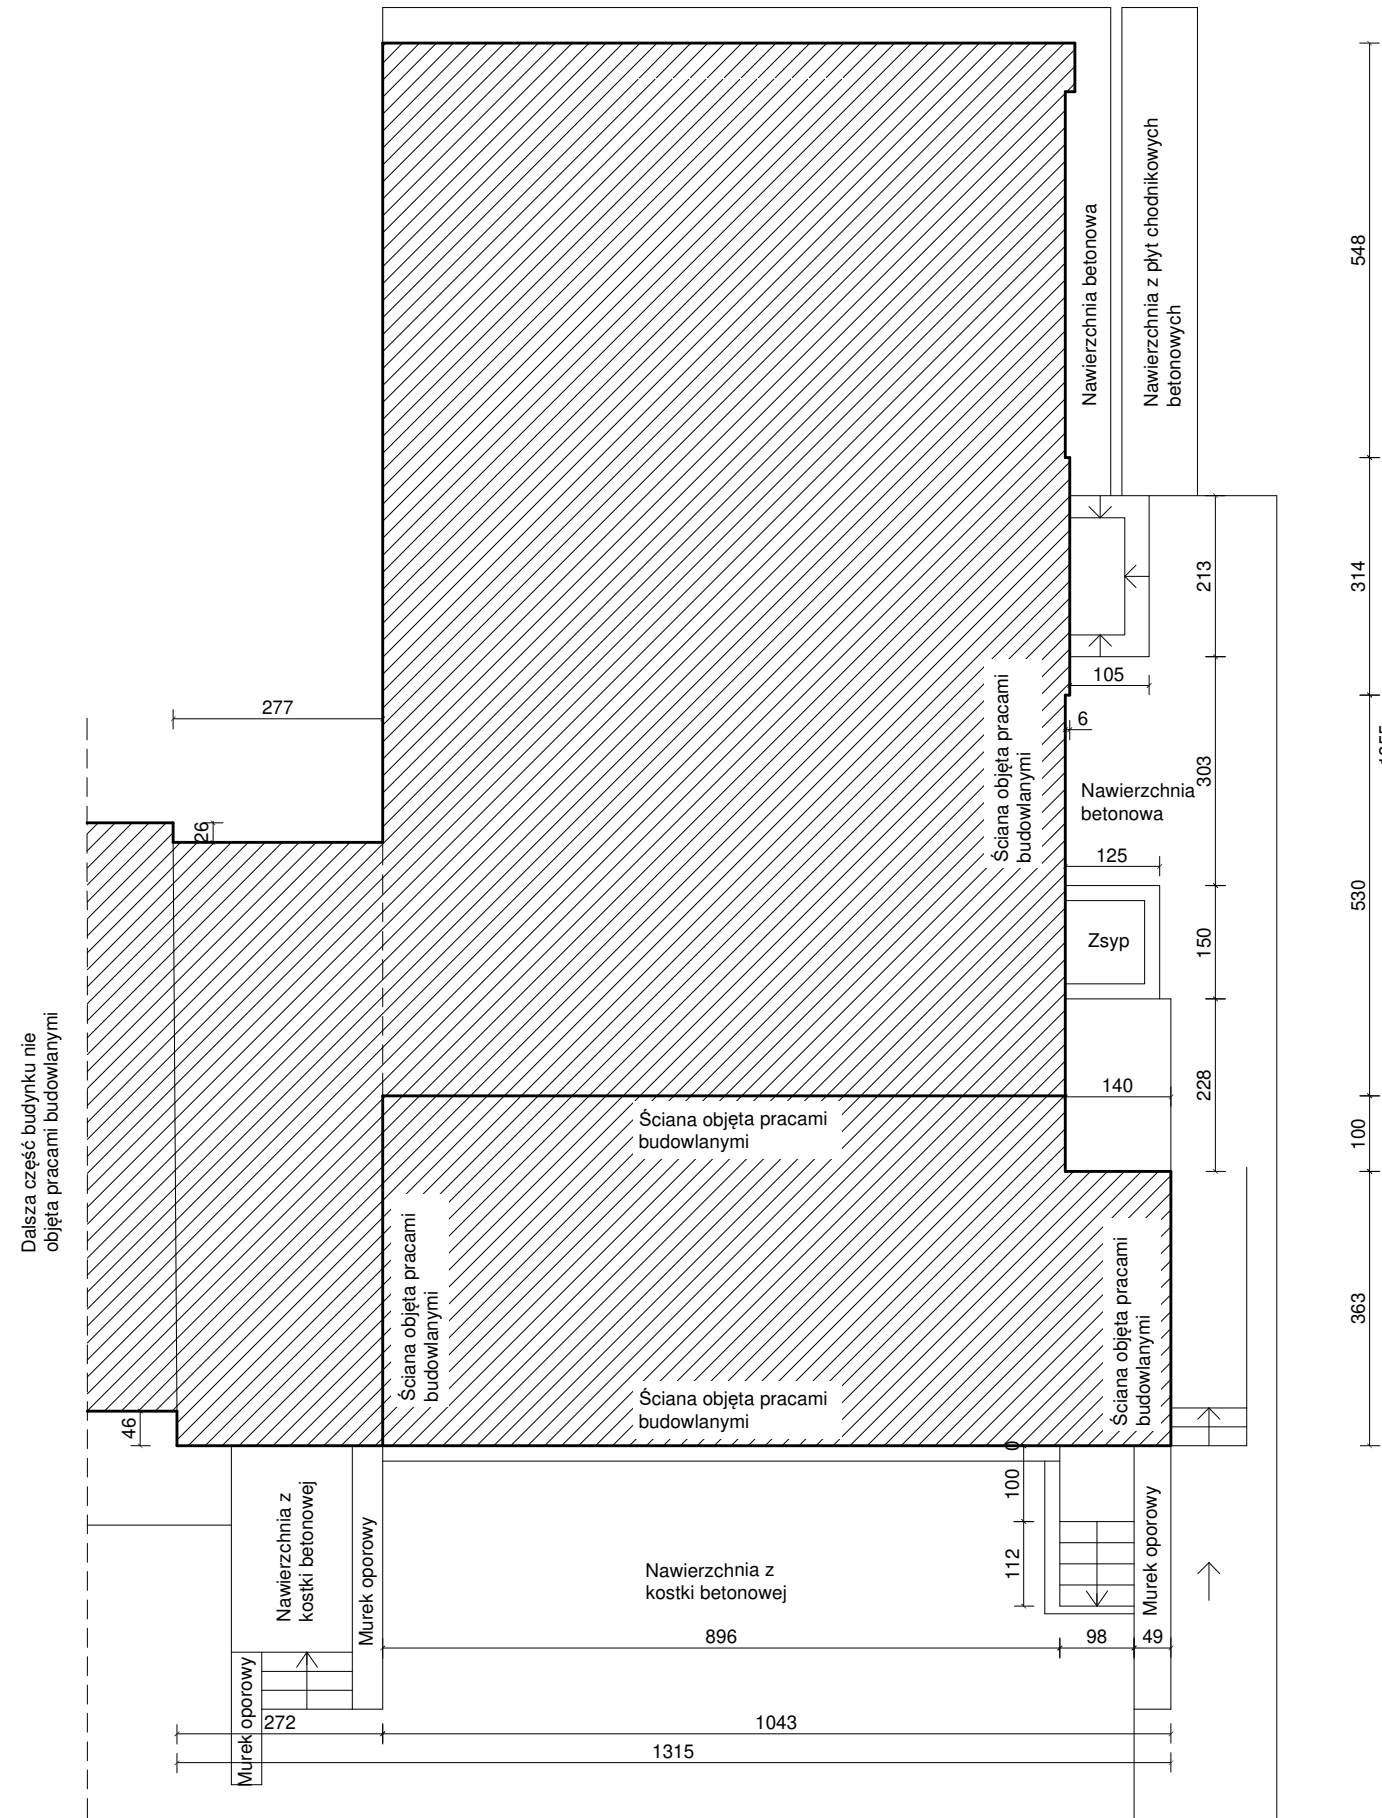 Nawierzchnia betonowa
Nawierzchnia z płyt chodnikowych
betonowych
548
213
314
105
277
6
Ściana objęta pracami
budowlanymi
303
Nawierzchnia
betonowa
26
125
530
Zsyp
150
Dalsza część budynku nie
objęta pracami budowlanymi
140
228
Ściana objęta pracami
budowlanymi
100
Ściana objęta pracami
budowlanymi
Ściana objęta pracami
budowlanymi
363
Ściana objęta pracami
budowlanymi
46
0
100
Nawierzchnia z
kostki betonowej
Murek oporowy
Nawierzchnia z
kostki betonowej
112
Murek oporowy
896
98
49
Murek oporowy
272
1043
1315